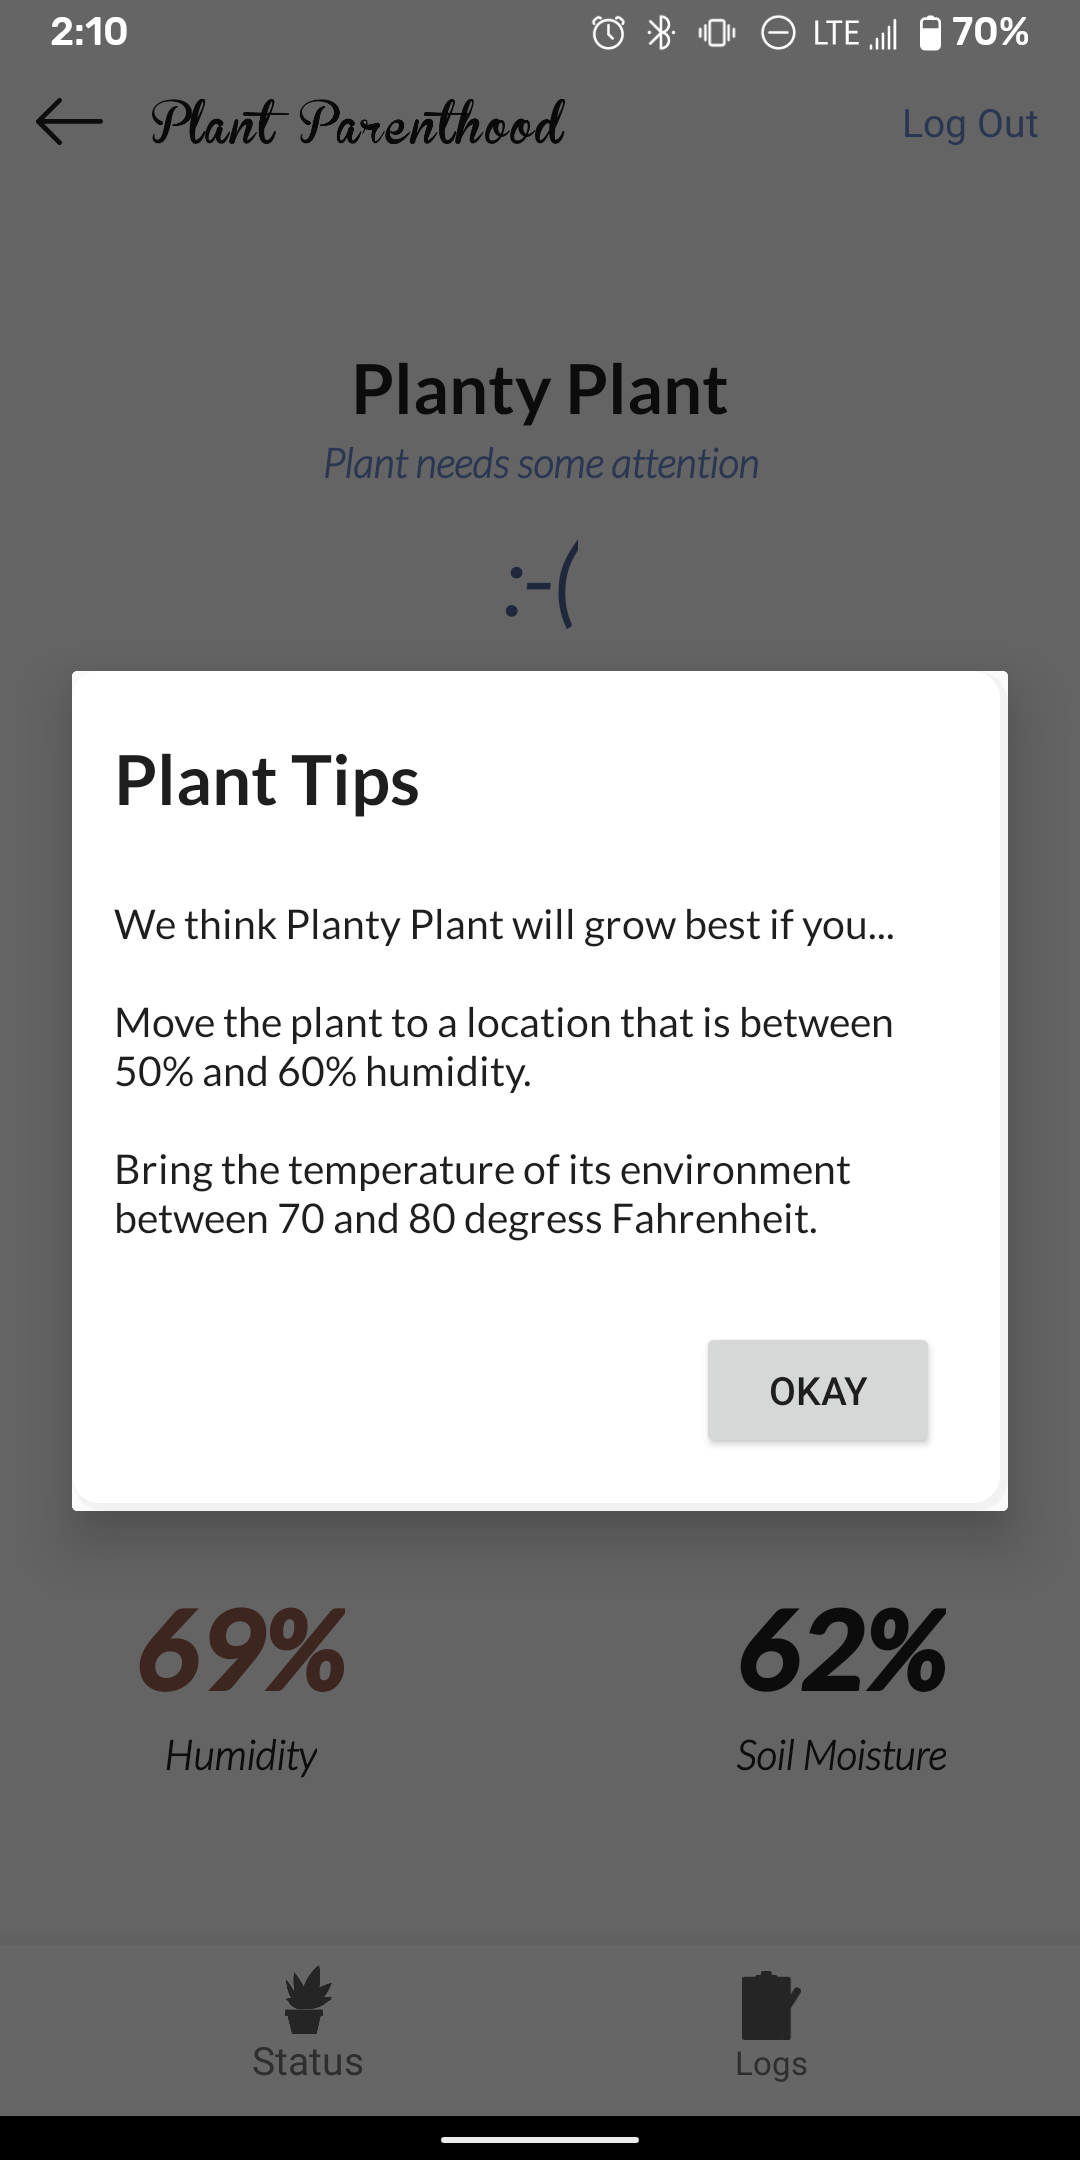 2:10 LTE 70%
Plant Parenthood Log Out
Planty Plant
Plant needs some attention
:-(
Plant Tips
We think Planty Plant will grow best if you...
Move the plant to a location that is between
50% and 60% humidity.
Bring the temperature of its environment
between 70 and 80 degress Fahrenheit.
OKAY
69% 62%
Humidity Soil Moisture
Status Logs